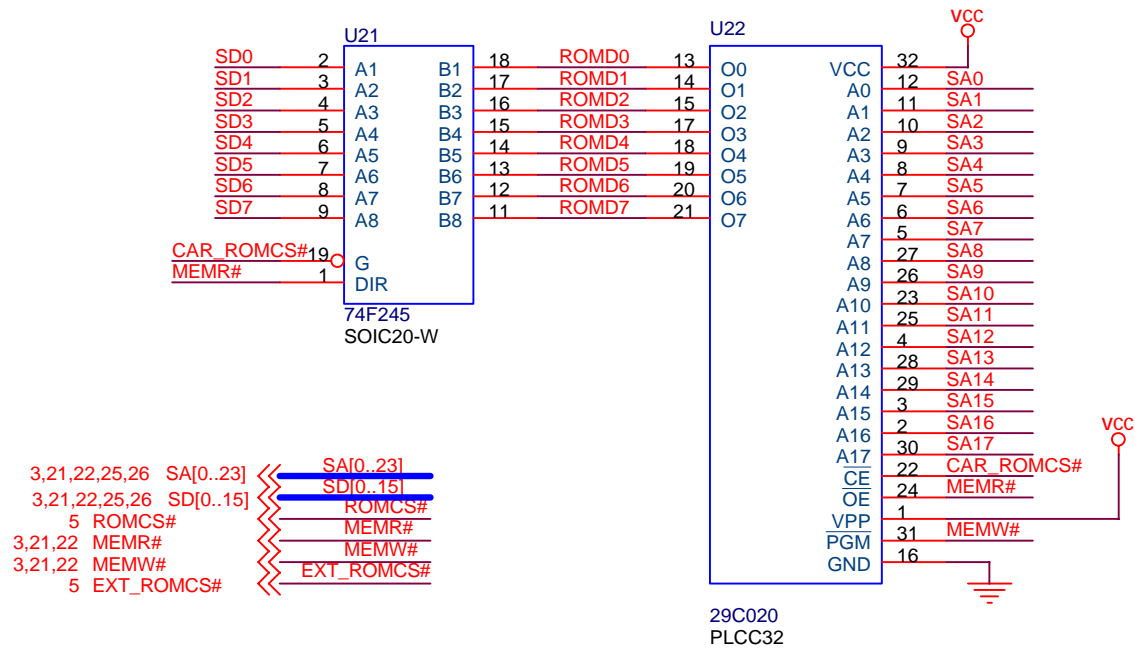 VCC
U21
U22
SD0 2 A1 B1 18 ROMD0 13 O0 VCC 32
SD1 3 A2 B2 17 ROMD1 14 O1 A0 12 SA0
SD2 4 A3 B3 16 ROMD2 15 O2 A1 11 SA1
SD3 5 A4 B4 15 ROMD3 17 O3 A2 10 SA2
SD4 6 A5 B5 14 ROMD4 18 O4 A3 9 SA3
SD5 7 A6 B6 13 ROMD5 19 O5 A4 8 SA4
SD6 8 A7 B7 12 ROMD6 20 O6 A5 7 SA5
SD7 9 A8 B8 11 ROMD7 21 O7 A6 6 SA6
A7 5 SA7
CAR_ROMCS# 19 G A8 27 SA8
MEMR# 1 DIR A9 26 SA9
A10 23 SA10
74F245 A11 25 SA11
SOIC20-W A12 4 SA12
A13 28 SA13
A14 29 SA14
A15 3 SA15
A16 2 SA16
VCC
A17 30 SA17
3,21,22,25,26 SA[0..23] SA[0..23] CE 22 CAR_ROMCS#
3,21,22,25,26 SD[0..15] SD[0..15] OE 24 MEMR#
5 ROMCS# ROMCS# VPP 1
3,21,22 MEMR# MEMR# PGM 31 MEMW#
3,21,22 MEMW# MEMW# GND 16
5 EXT_ROMCS# EXT_ROMCS#
29C020
PLCC32